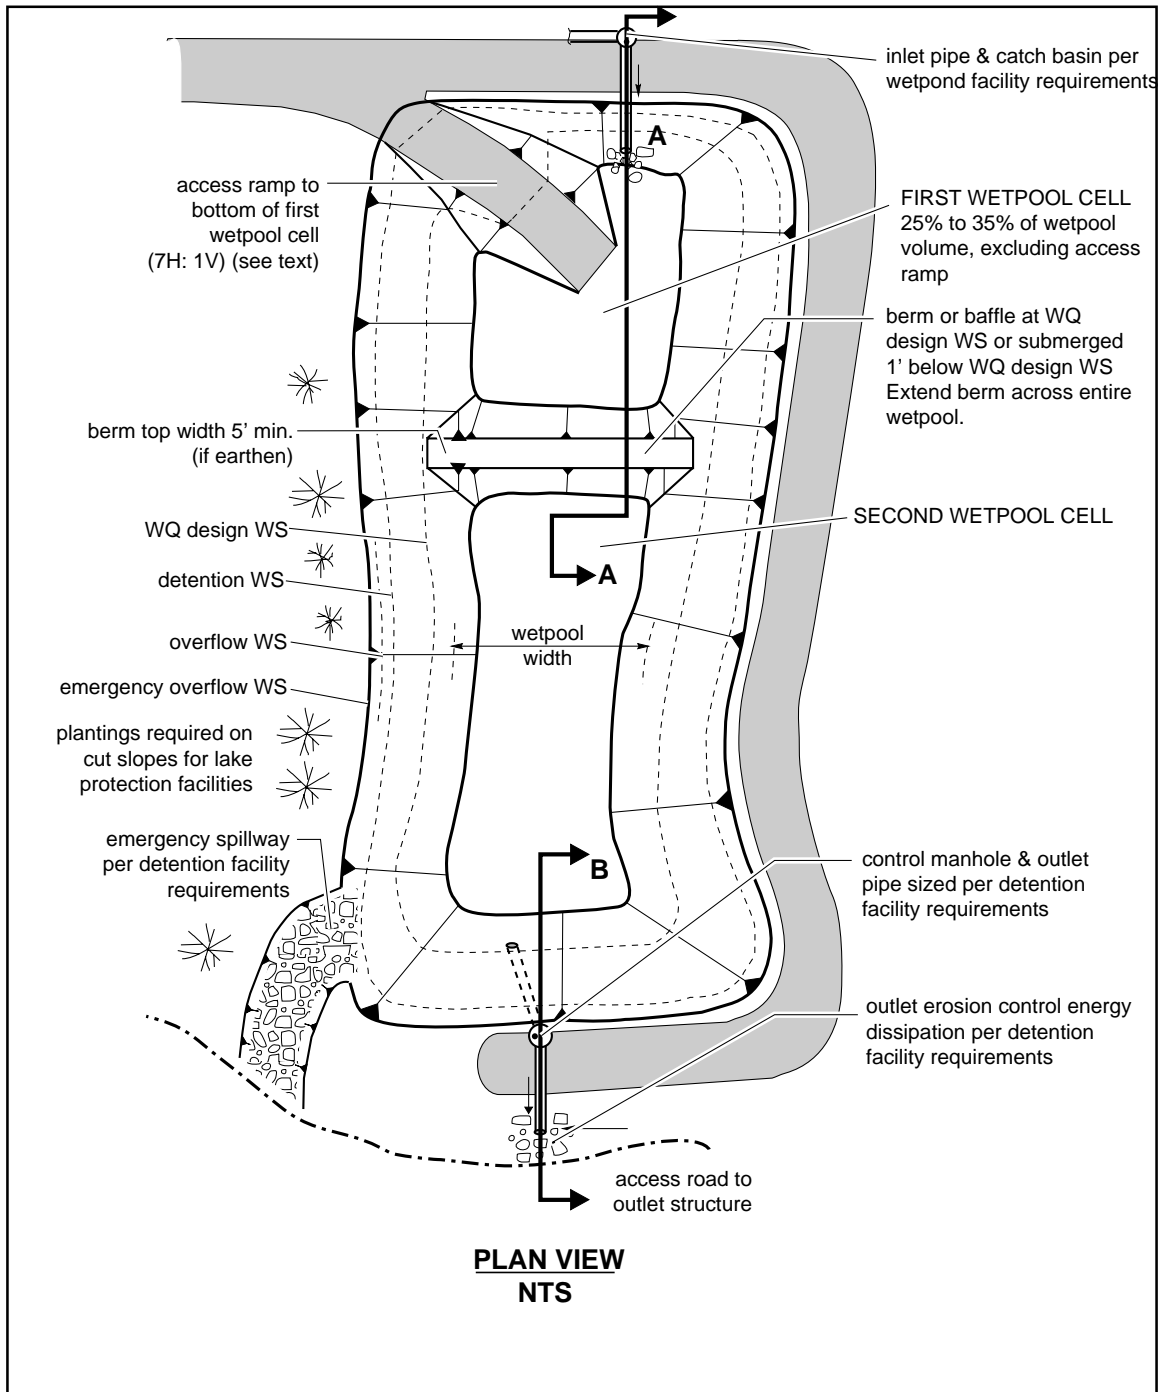 inlet pipe & catch basin per
wetpond facility requirements
A
access ramp to
bottom of first
wetpool cell
(7H: 1V) (see text)
FIRST WETPOOL CELL
25% to 35% of wetpool
volume, excluding access
ramp
berm or baffle at WQ
design WS or submerged
1’ below WQ design WS
Extend berm across entire
wetpool.
berm top width 5’ min.
(if earthen)
WQ design WS
SECOND WETPOOL CELL
detention WS
A
overflow WS
wetpool
width
emergency overflow WS
plantings required on
cut slopes for lake
protection facilities
emergency spillway
per detention facility
requirements
B
control manhole & outlet
pipe sized per detention
facility requirements
outlet erosion control energy
dissipation per detention
facility requirements
access road to
outlet structure
PLAN VIEW
NTS